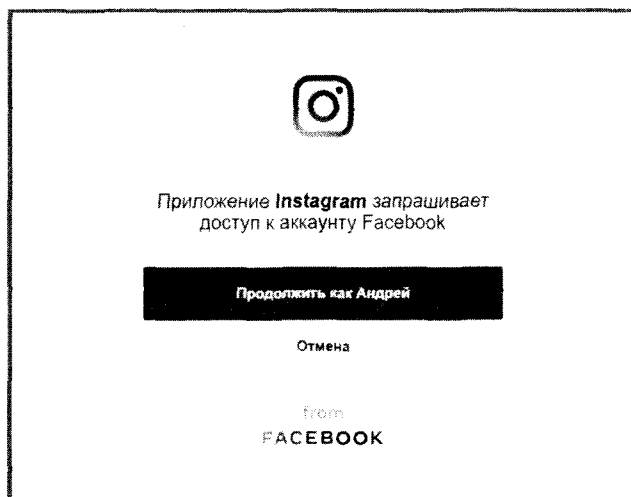 Приложение Instagram запрашивает
доступ к аккаунту Facebook
Продолжить как Андрей
Отмена
from
FACEBOOK